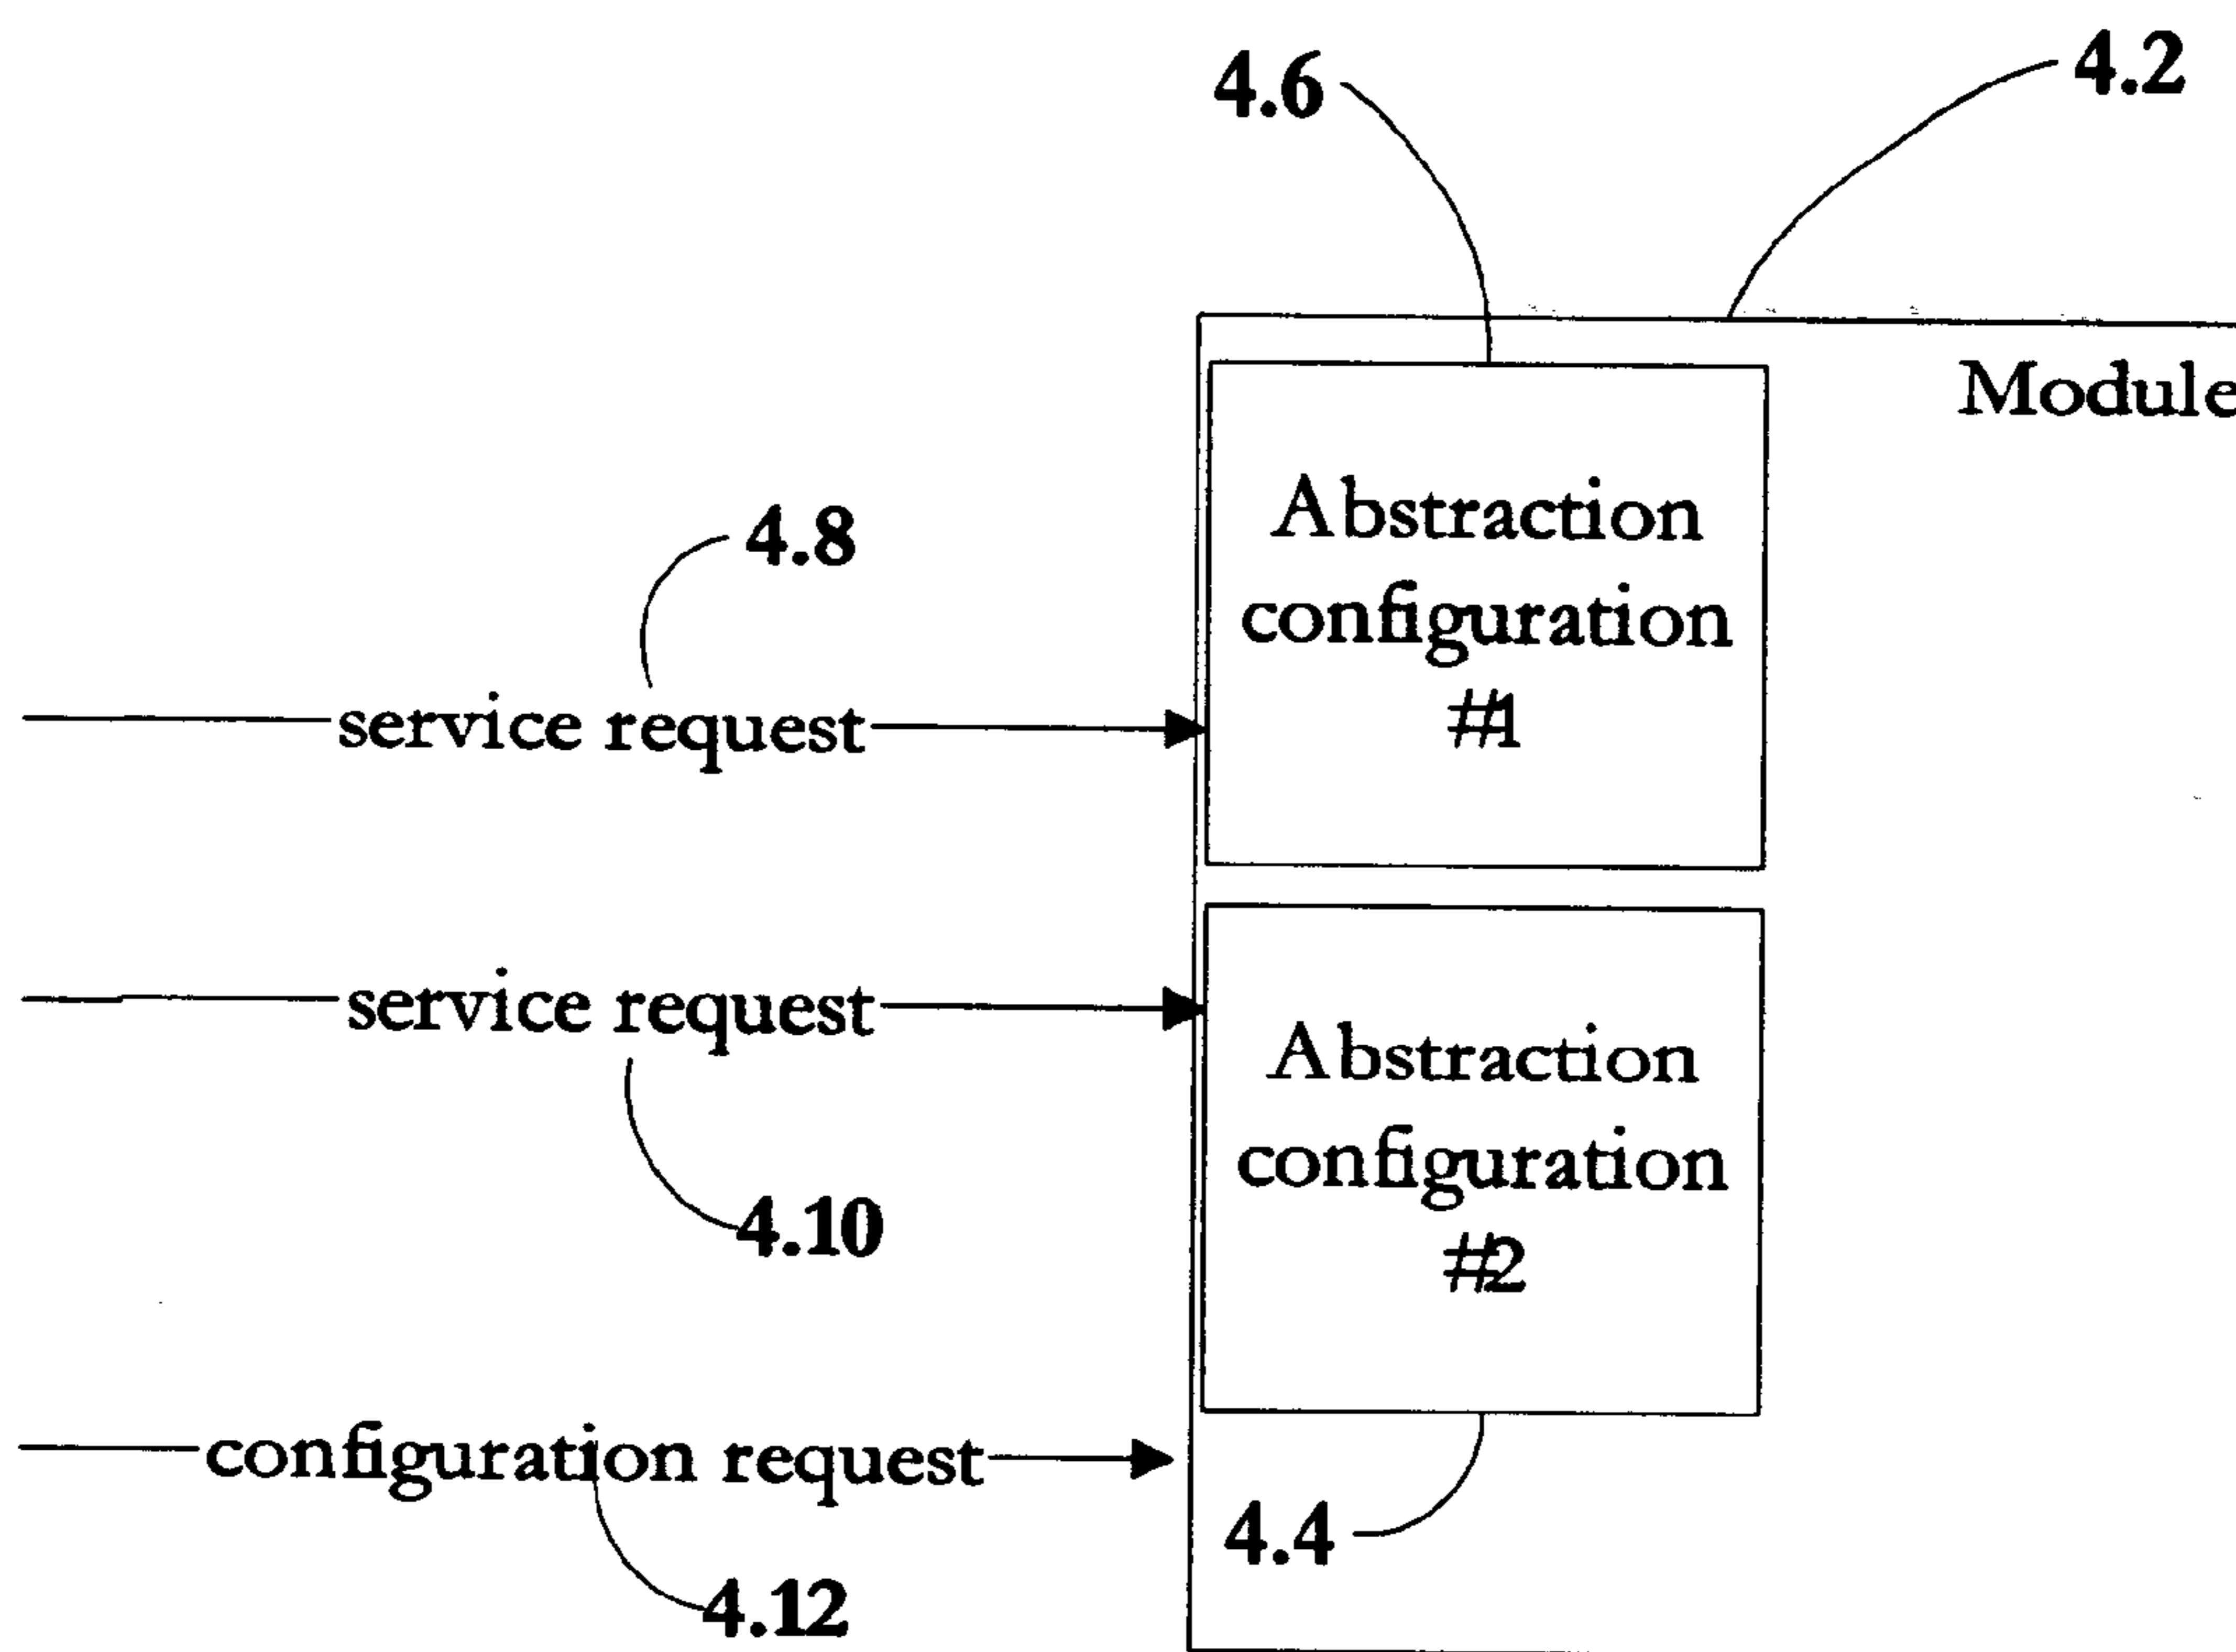 4.6
4.2
Module
Abstraction
configuration
#1
4.8
service request
service request
Abstraction
configuration
#2
4.10
configuration request
4.4
4.12